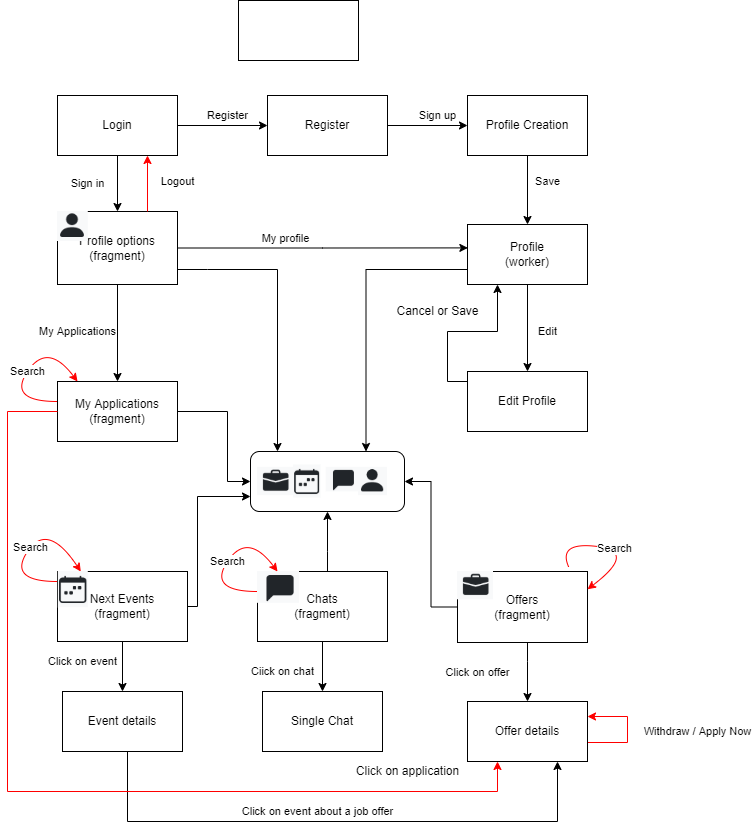 Login
Register
Register
Sign up
Profile Creation
Sign in
Logout
Save
Profile options
(fragment)
My profile
Profile
(worker)
My Applications
Cancel or Save
Edit
Search
My Applications
(fragment)
Edit Profile
Search
Next Events
(fragment)
Search
Chats
(fragment)
Search
Offers
(fragment)
Click on event
Click on chat
Click on offer
Event details
Single Chat
Offer details
Withdraw / Apply Now
Click on application
Click on event about a job offer